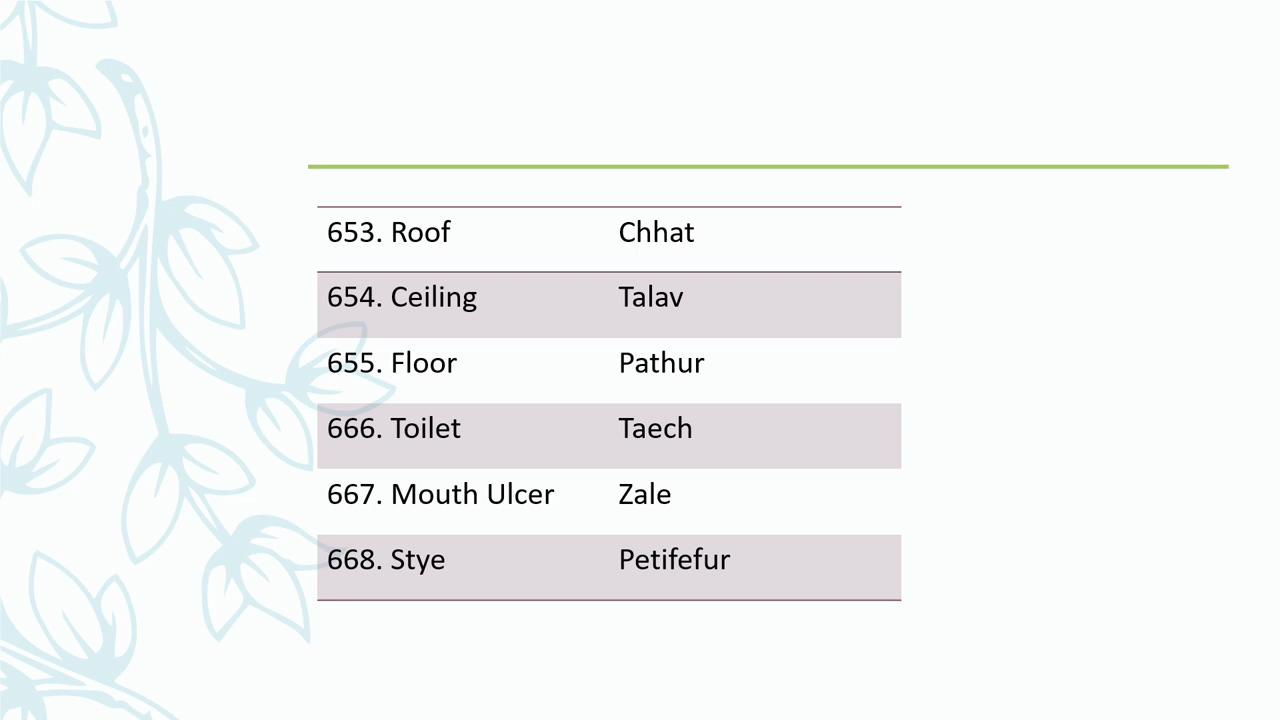 653. Roof Chhat
654. Ceiling Talav
655. Floor Pathur
666. Toilet Taech
667. Mouth Ulcer Zale
668. Stye Petifefur